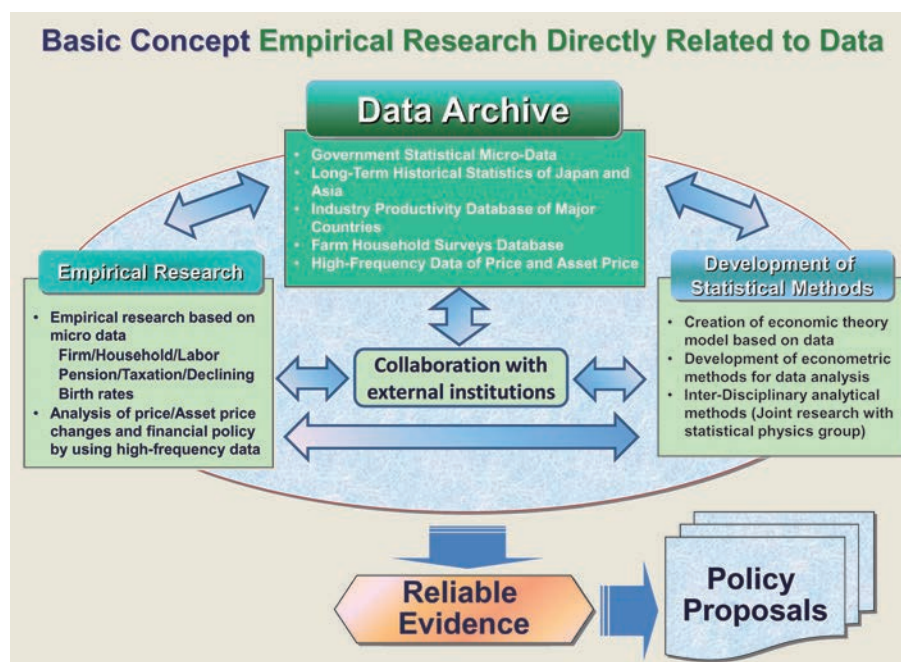 Basic Concept Empirical Research Directly Related to Data
Data Archive
• Government Statistical Micro-Data
• Long-Term Historical Statistics of Japan and
Asia
• Industry Productivity Database of Major
Countries
• Farm Household Surveys Database
• High-Frequency Data of Price and Asset Price
Empirical Research
• Empirical research based on
micro data
Firm/Household/Labor
Pension/Taxation/Declining
Birth rates
• Analysis of price/Asset price
changes and financial policy
by using high-frequency data
Collaboration with
external institutions
Development of
Statistical Methods
• Creation of economic theory
model based on data
• Development of econometric
methods for data analysis
• Inter-Disciplinary analytical
methods (Joint research with
statistical physics group)
Reliable
Evidence
Policy
Proposals